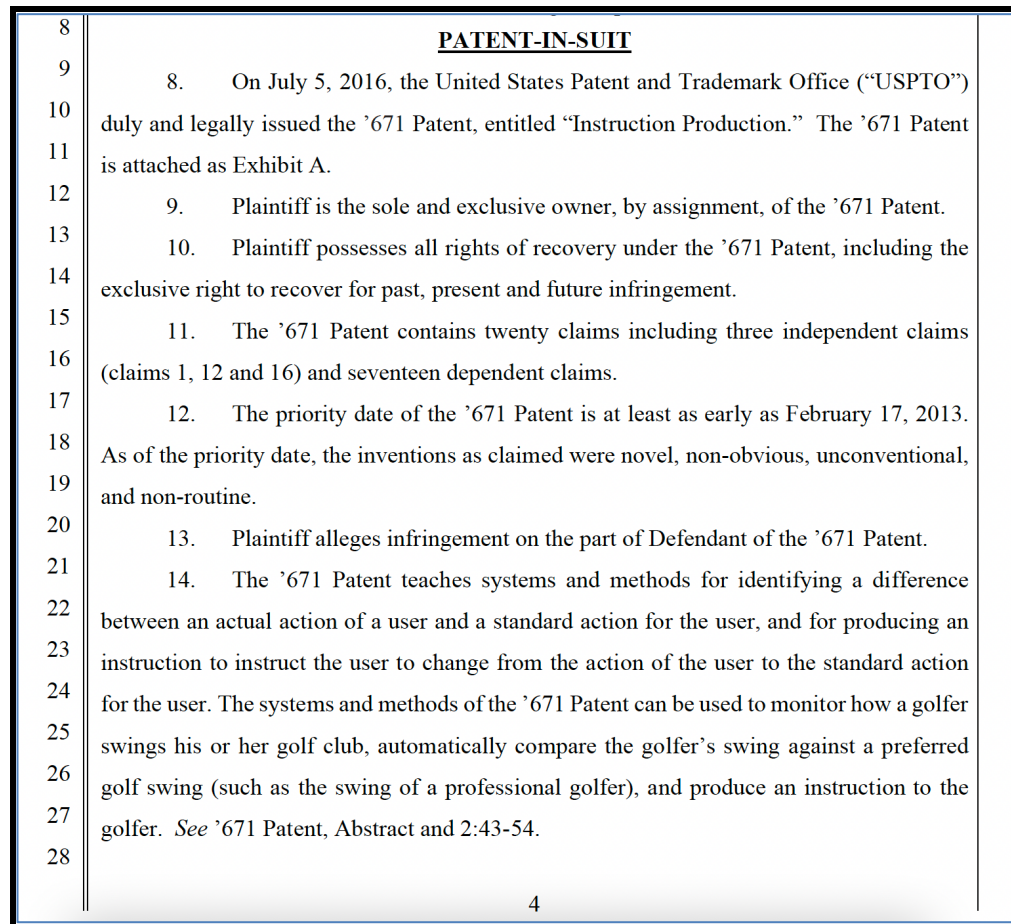 8
PATENT-IN-SUIT
9
8. On July 5, 2016, the United States Patent and Trademark Office (“USPTO”)
10
duly and legally issued the ’671 Patent, entitled “Instruction Production.” The ’671 Patent
11
is attached as Exhibit A.
12
9. Plaintiff is the sole and exclusive owner, by assignment, of the ’671 Patent.
13
10. Plaintiff possesses all rights of recovery under the ’671 Patent, including the
14
exclusive right to recover for past, present and future infringement.
15
11. The ’671 Patent contains twenty claims including three independent claims
16
(claims 1, 12 and 16) and seventeen dependent claims.
17
12. The priority date of the ’671 Patent is at least as early as February 17, 2013.
18
As of the priority date, the inventions as claimed were novel, non-obvious, unconventional,
19
and non-routine.
20
13. Plaintiff alleges infringement on the part of Defendant of the ’671 Patent.
21
14. The ’671 Patent teaches systems and methods for identifying a difference
22
between an actual action of a user and a standard action for the user, and for producing an
23
instruction to instruct the user to change from the action of the user to the standard action
24
for the user. The systems and methods of the ’671 Patent can be used to monitor how a golfer
25
swings his or her golf club, automatically compare the golfer’s swing against a preferred
26
golf swing (such as the swing of a professional golfer), and produce an instruction to the
27
golfer. See ’671 Patent, Abstract and 2:43-54.
28
4